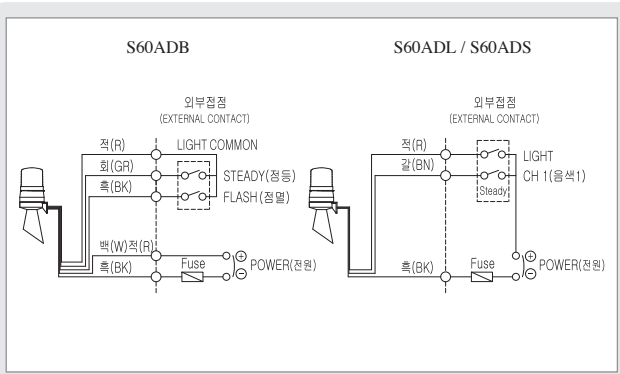 S60ADB
외부접점
(EXTERNAL CONTACT)
적(R)
LIGHT COMMON
회(GR)
STEADY(점등)
흑(BK)
FLASH(점멸)
백(W)적(R)
흑(BK)
Fuse
⊕
⊖
POWER(전원)
S60ADL / S60ADS
외부접점
(EXTERNAL CONTACT)
적(R)
LIGHT
갈(BN)
CH 1(음색1)
Steady
흑(BK)
Fuse
⊕
⊖
POWER(전원)